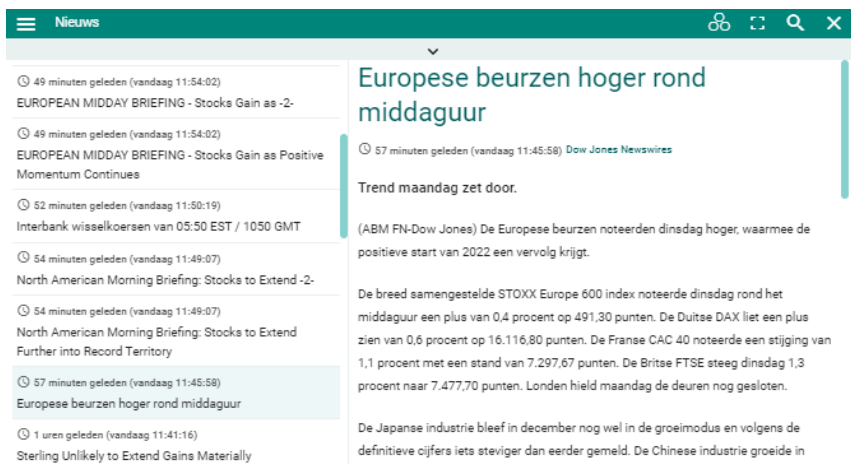 Nieuws
49 minuten geleden (vandaag 11:54:02)
EUROPEAN MIDDAY BRIEFING - Stocks Gain as -2-
49 minuten geleden (vandaag 11:54:02)
EUROPEAN MIDDAY BRIEFING - Stocks Gain as Positive
Momentum Continues
52 minuten geleden (vandaag 11:50:19)
Interbank wisselkoersen van 05:50 EST / 1050 GMT
54 minuten geleden (vandaag 11:49:07)
North American Morning Briefing: Stocks to Extend -2-
54 minuten geleden (vandaag 11:49:07)
North American Morning Briefing: Stocks to Extend
Further into Record Territory
57 minuten geleden (vandaag 11:45:58)
Europese beurzen hoger rond middaguur
1 uren geleden (vandaag 11:41:16)
Sterling Unlikely to Extend Gains Materially
Europese beurzen hoger rond
middaguur
57 minuten geleden (vandaag 11:45:58) Dow Jones Newswires
Trend maandag zet door.
(ABM FN-Dow Jones) De Europese beurzen noteerden dinsdag hoger, waarmee de
positieve start van 2022 een vervolg krijgt.
De breed samengestelde STOXX Europe 600 index noteerde dinsdag rond het
middaguur een plus van 0,4 procent op 491,30 punten. De Duitse DAX liet een plus
zien van 0,6 procent op 16.116,80 punten. De Franse CAC 40 noteerde een stijging van
1,1 procent met een stand van 7.297,67 punten. De Britse FTSE steeg dinsdag 1,3
procent naar 7.477,70 punten. Londen hield maandag de deuren nog gesloten.
De Japanse industrie bleef in december nog wel in de groeimodus en volgens de
definitieve cijfers iets steviger dan eerder gemeld. De Chinese industrie groeide in